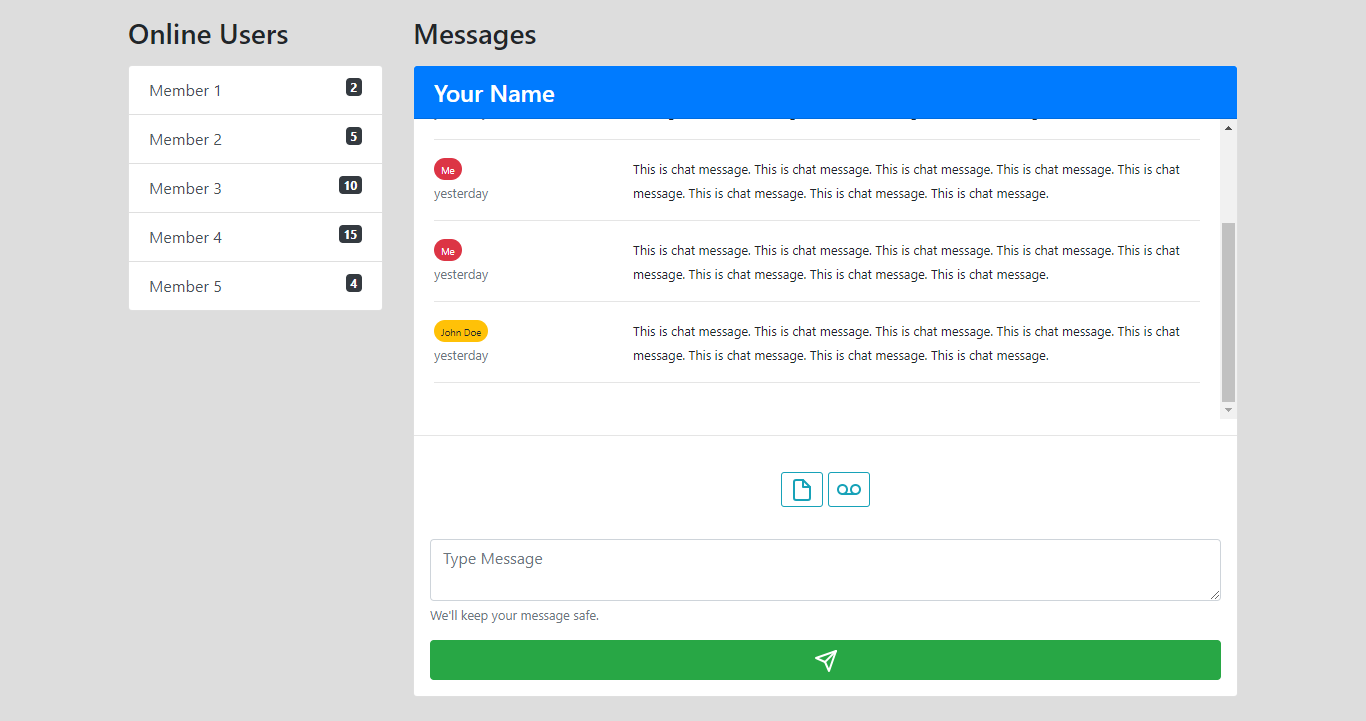 Online Users
Member 1
2
Member 2
5
Member 3
10
Member 4
15
Member 5
4
Messages
Your Name
Me
yesterday
This is chat message. This is chat message. This is chat message. This is chat message. This is chat
message. This is chat message. This is chat message. This is chat message.
Me
yesterday
This is chat message. This is chat message. This is chat message. This is chat message. This is chat
message. This is chat message. This is chat message. This is chat message.
John Doe
yesterday
This is chat message. This is chat message. This is chat message. This is chat message. This is chat
message. This is chat message. This is chat message. This is chat message.
Type Message
We'll keep your message safe.